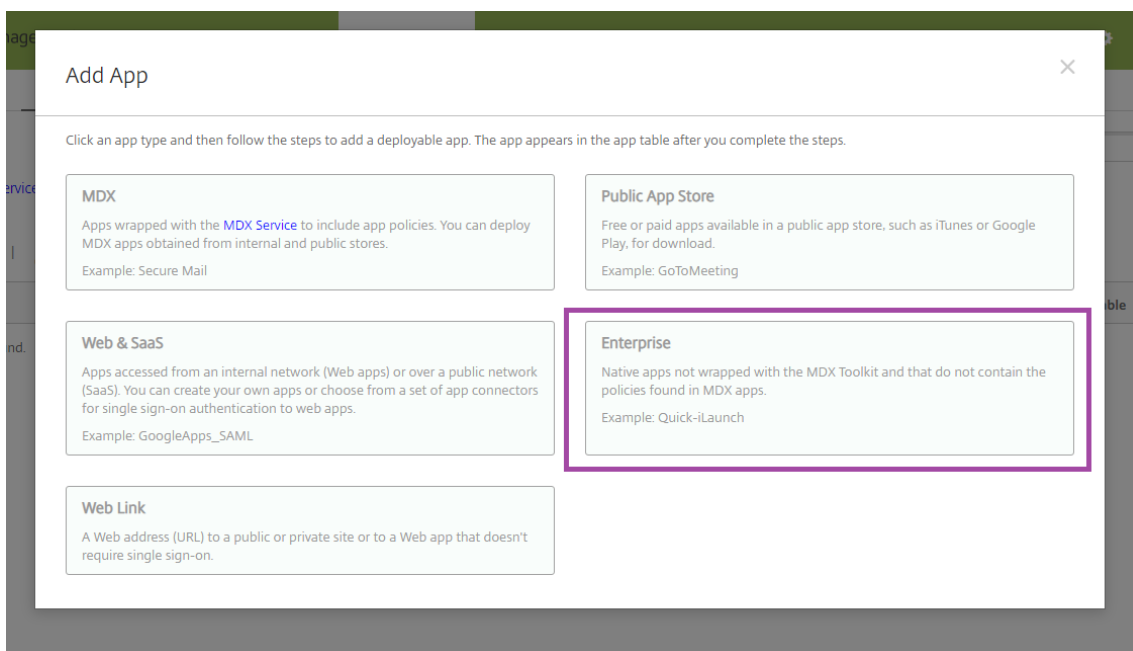 Add App
Click an app type and then follow the steps to add a deployable app. The app appears in the app table after you complete the steps.
MDX
Apps wrapped with the MDX Service to include app policies. You can deploy
MDX apps obtained from internal and public stores.
Example: Secure Mail
Public App Store
Free or paid apps available in a public app store, such as iTunes or Google
Play, for download.
Example: GoToMeeting
Web & SaaS
Apps accessed from an internal network (Web apps) or over a public network
(SaaS). You can create your own apps or choose from a set of app connectors
for single sign-on authentication to web apps.
Example: GoogleApps_SAML
Enterprise
Native apps not wrapped with the MDX Toolkit and that do not contain the
policies found in MDX apps.
Example: Quick-iLaunch
Web Link
A Web address (URL) to a public or private site or to a Web app that doesn't
require single sign-on.